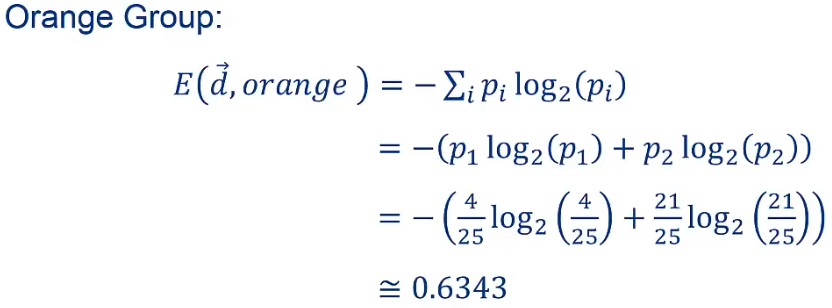 Orange Group:
E(d⃗, orange ) = −∑ᵢ pᵢ log₂(pᵢ)
= −(p₁ log₂(p₁) + p₂ log₂(p₂))
= −(4/25 log₂ (4/25) + 21/25 log₂ (21/25))
≅ 0.6343